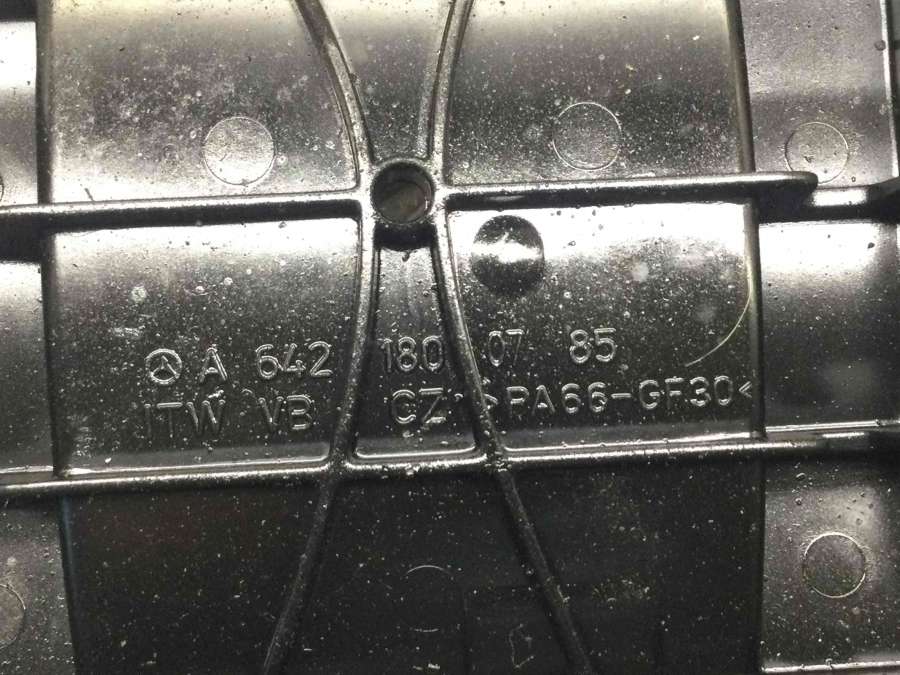 A 642 180 07 85
ITW VB CZ >PA66-GF30<